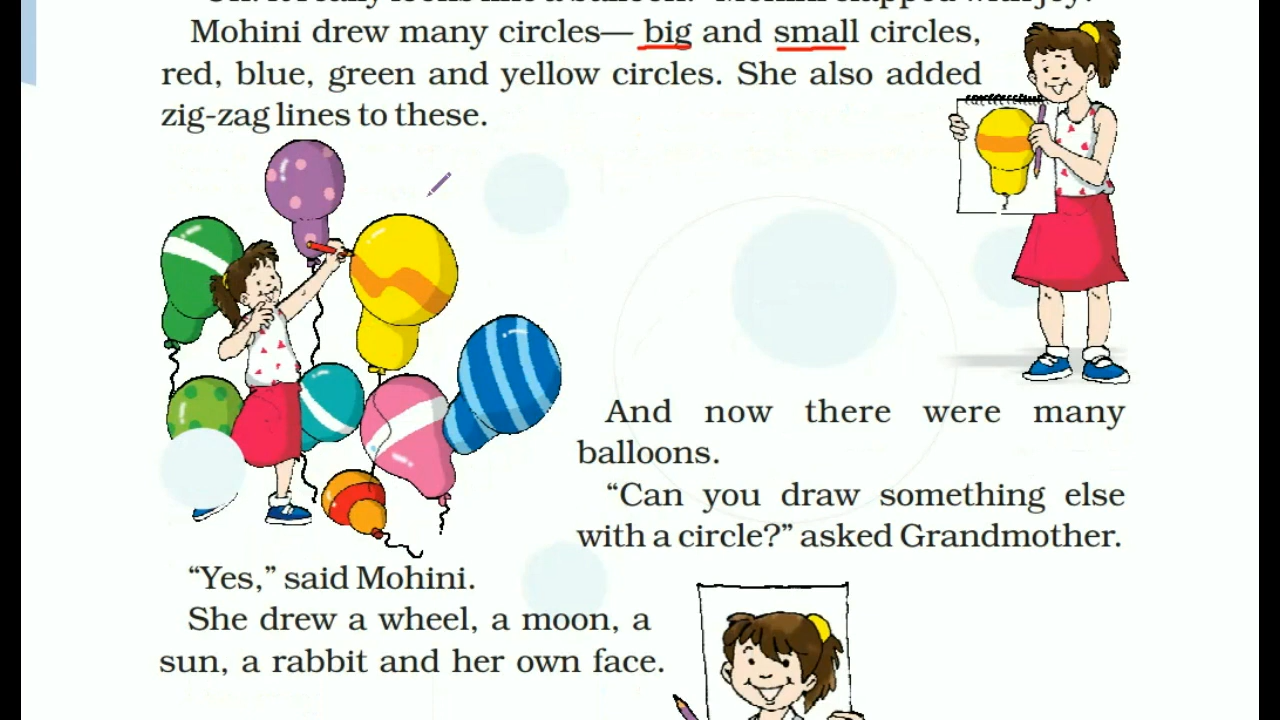 Mohini drew many circles— big and small circles,
red, blue, green and yellow circles. She also added
zig-zag lines to these.
And now there were many
balloons.
“Can you draw something else
with a circle?” asked Grandmother.
“Yes,” said Mohini.
She drew a wheel, a moon, a
sun, a rabbit and her own face.